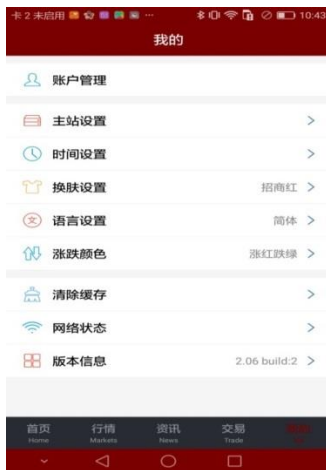 卡2未启用 10:43
我的
账户管理
主站设置
时间设置
换肤设置 招商红
语言设置 简体
涨跌颜色 涨红跌绿
清除缓存
网络状态
版本信息 2.06 build:2
首页 行情 资讯 交易 我的
Home Markets News Trade